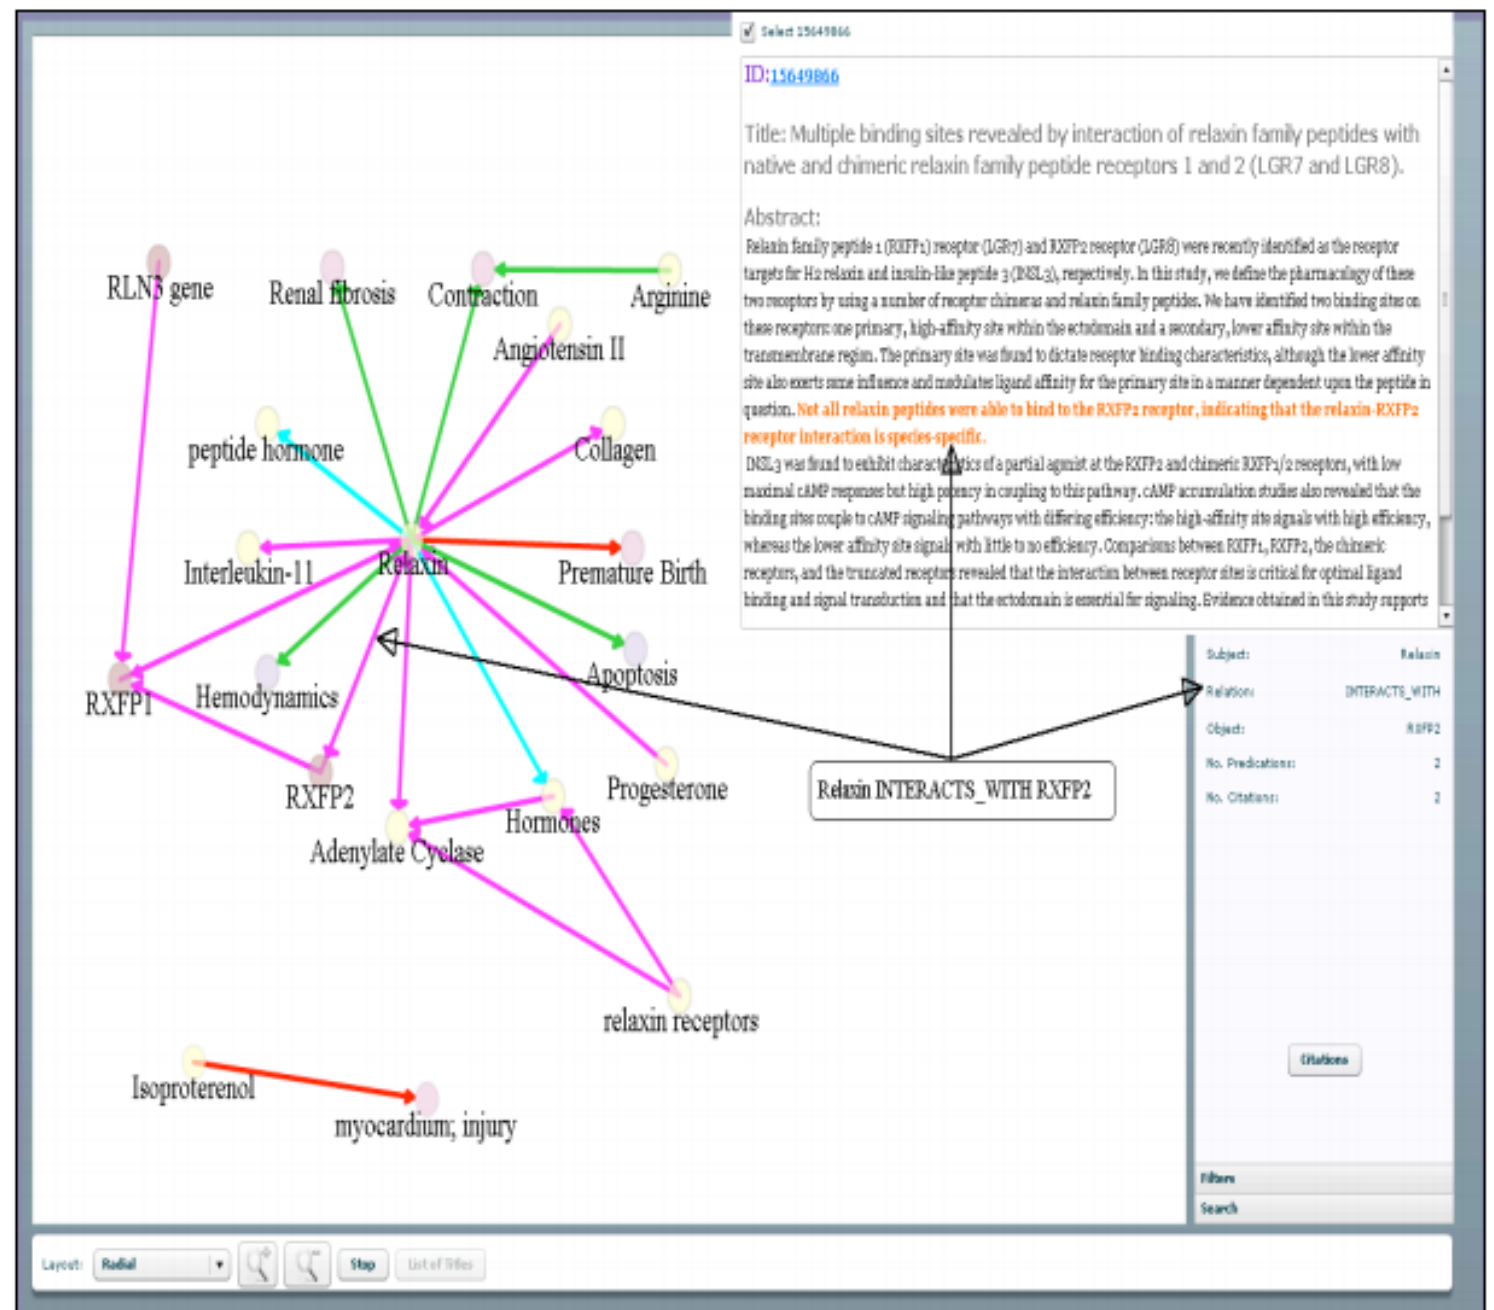 Select 15649866
ID:15649866
Title: Multiple binding sites revealed by interaction of relaxin family peptides with
native and chimeric relaxin family peptide receptors 1 and 2 (LGR7 and LGR8).
Abstract:
Relaxin family peptide 1 (RXFP1) receptor (LGR7) and RXFP2 receptor (LGR8) were recently identified as the receptor
targets for H2 relaxin and insulin-like peptide 3 (INSL3), respectively. In this study, we define the pharmacology of these
two receptors by using a number of receptor chimeras and relaxin family peptides. We have identified two binding sites on
these receptors: one primary, high-affinity site within the ectodomain and a secondary, lower affinity site within the
transmembrane region. The primary site was found to dictate receptor binding characteristics, although the lower affinity
site also exerts some influence and modulates ligand affinity for the primary site in a manner dependent upon the peptide in
question. Not all relaxin peptides were able to bind to the RXFP2 receptor, indicating that the relaxin-RXFP2
receptor interaction is species-specific.
INSL3 was found to exhibit characteristics of a partial agonist at the RXFP2 and chimeric RXFP1/2 receptors, with low
maximal cAMP responses but high potency in coupling to this pathway. cAMP accumulation studies also revealed that the
binding sites couple to cAMP signaling pathways with differing efficiency: the high-affinity site signals with high efficiency,
whereas the lower affinity site signals with little to no efficiency. Comparisons between RXFP1, RXFP2, the chimeric
receptors, and the truncated receptors revealed that the interaction between receptor sites is critical for optimal ligand
binding and signal transduction and that the ectodomain is essential for signaling. Evidence obtained in this study supports
RLN3 gene
Renal fibrosis
Contraction
Arginine
Angiotensin II
peptide hormone
Collagen
Interleukin-11
Relaxin
Premature Birth
RXFP1
Hemodynamics
Apoptosis
RXFP2
Progesterone
Hormones
Adenylate Cyclase
relaxin receptors
Isoproterenol
myocardium; injury
Relaxin INTERACTS_WITH RXFP2
Subject: Relaxin
Relation: INTERACTS_WITH
Object: RXFP2
No. Predications: 2
No. Citations: 2
Citations
Filters
Search
Layout: Radial Stop List of Titles